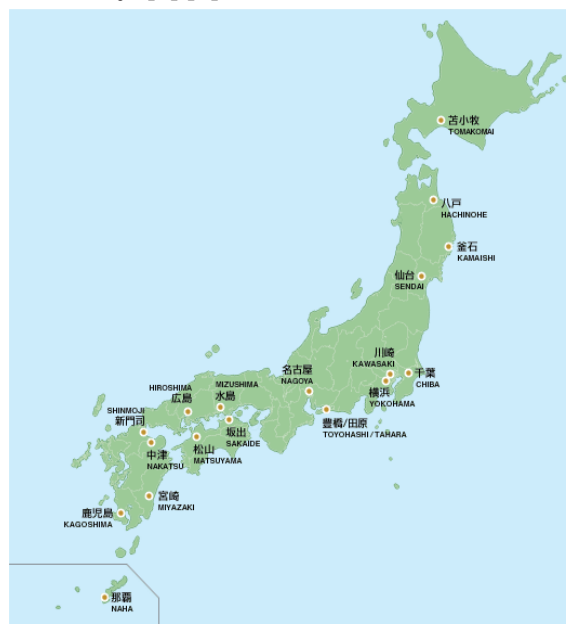 苫小牧
TOMAKOMAI
八戸
HACHINOHE
釜石
KAMAISHI
仙台
SENDAI
川崎
KAWASAKI
千葉
CHIBA
横浜
YOKOHAMA
名古屋
NAGOYA
豊橋/田原
TOYOHASHI/TAHARA
MIZUSHIMA
水島
HIROSHIMA
広島
坂出
SAKAIDE
松山
MATSUYAMA
SHINMOJI
新門司
中津
NAKATSU
宮崎
MIYAZAKI
鹿児島
KAGOSHIMA
那覇
NAHA